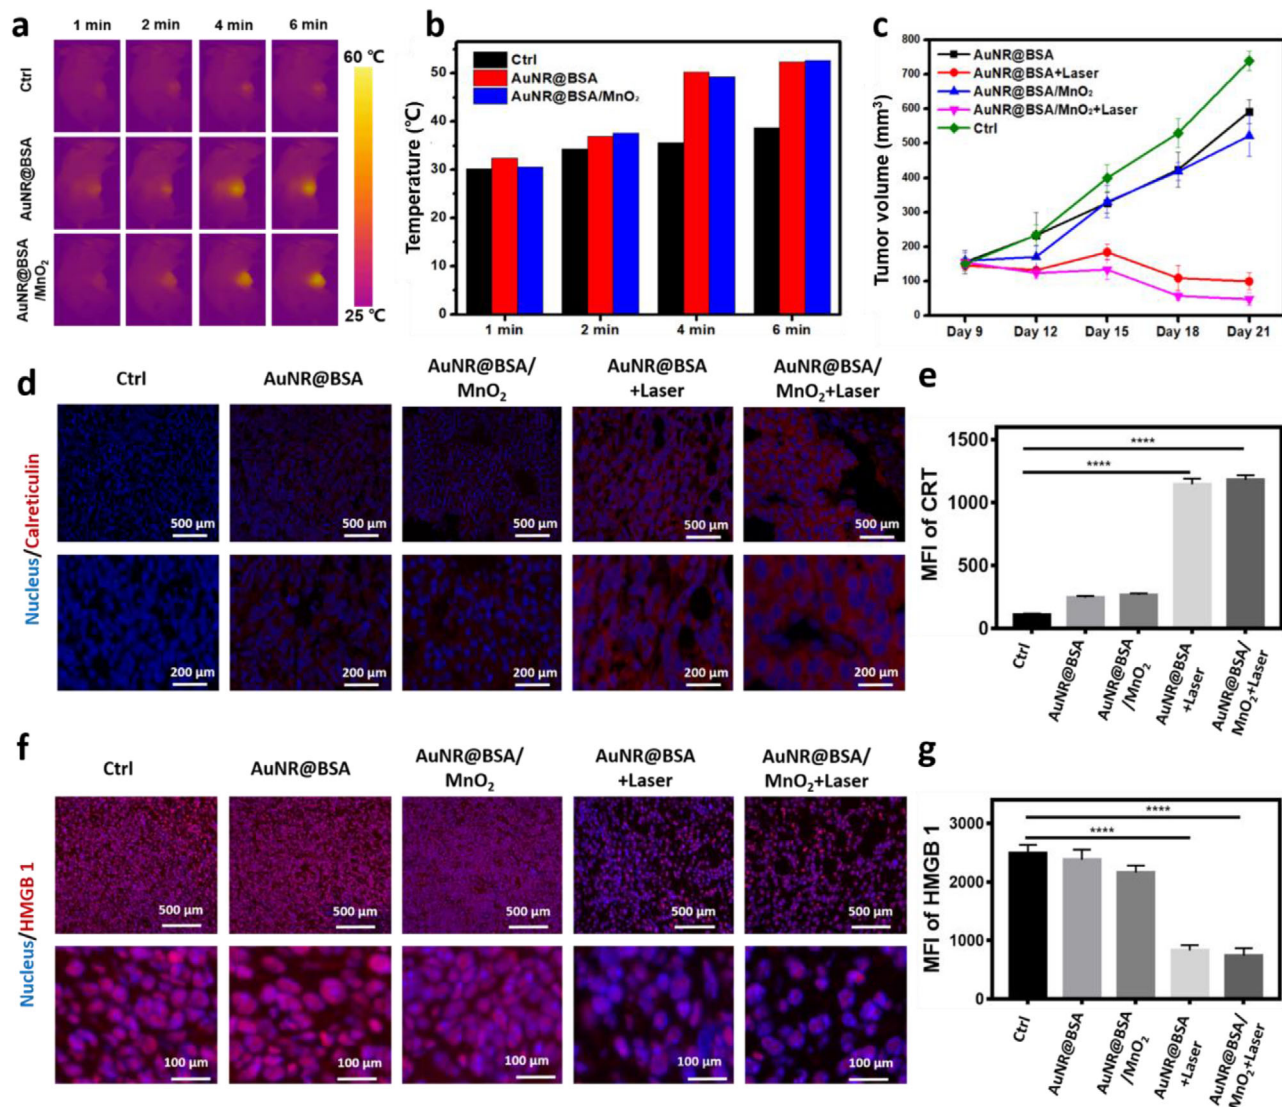 a
1 min 2 min 4 min 6 min
Ctrl
AuNR@BSA
AuNR@BSA
/MnO₂
60 ℃
25 ℃
b
Ctrl
AuNR@BSA
AuNR@BSA/MnO₂
Temperature (℃)
50
40
30
20
10
0
1 min 2 min 4 min 6 min
c
AuNR@BSA
AuNR@BSA+Laser
AuNR@BSA/MnO₂
AuNR@BSA/MnO₂+Laser
Ctrl
Tumor volume (mm³)
800
700
600
500
400
300
200
100
0
Day 9 Day 12 Day 15 Day 18 Day 21
d
Ctrl
AuNR@BSA
AuNR@BSA/
MnO₂
AuNR@BSA
+Laser
AuNR@BSA/
MnO₂+Laser
Nucleus/Calreticulin
500 μm 500 μm 500 μm 500 μm 500 μm
200 μm 200 μm 200 μm 200 μm 200 μm
e
MFI of CRT
1500
1000
500
0
****
****
Ctrl
AuNR@BSA
AuNR@BSA
/MnO₂
AuNR@BSA
+Laser
AuNR@BSA/
MnO₂+Laser
f
Ctrl
AuNR@BSA
AuNR@BSA/
MnO₂
AuNR@BSA
+Laser
AuNR@BSA/
MnO₂+Laser
Nucleus/HMGB 1
500 μm 500 μm 500 μm 500 μm 500 μm
100 μm 100 μm 100 μm 100 μm 100 μm
g
MFI of HMGB 1
3000
2000
1000
0
****
****
Ctrl
AuNR@BSA
AuNR@BSA
/MnO₂
AuNR@BSA
+Laser
AuNR@BSA/
MnO₂+Laser